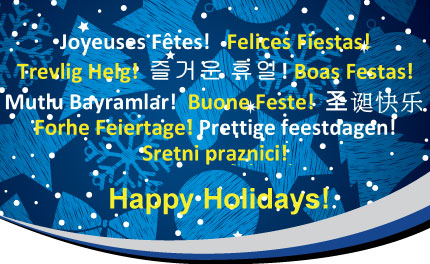 Joyeuses Fêtes! Felices Fiestas!
Trevlig Helg! 즐거운 휴일! Boas Festas!
Mutlu Bayramlar! Buone Feste! 圣诞快乐
Forhe Feiertage! Prettige feestdagen!
Sretni praznici!
Happy Holidays!